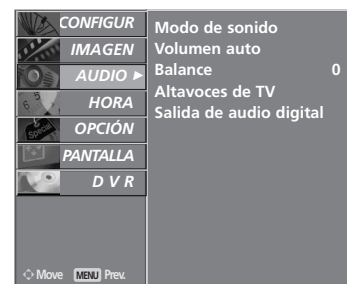 CONFIGUR
IMAGEN
AUDIO ►
HORA
OPCIÓN
PANTALLA
D V R
Modo de sonido
Volumen auto
Balance 0
Altavoces de TV
Salida de audio digital
Move MENU Prev.